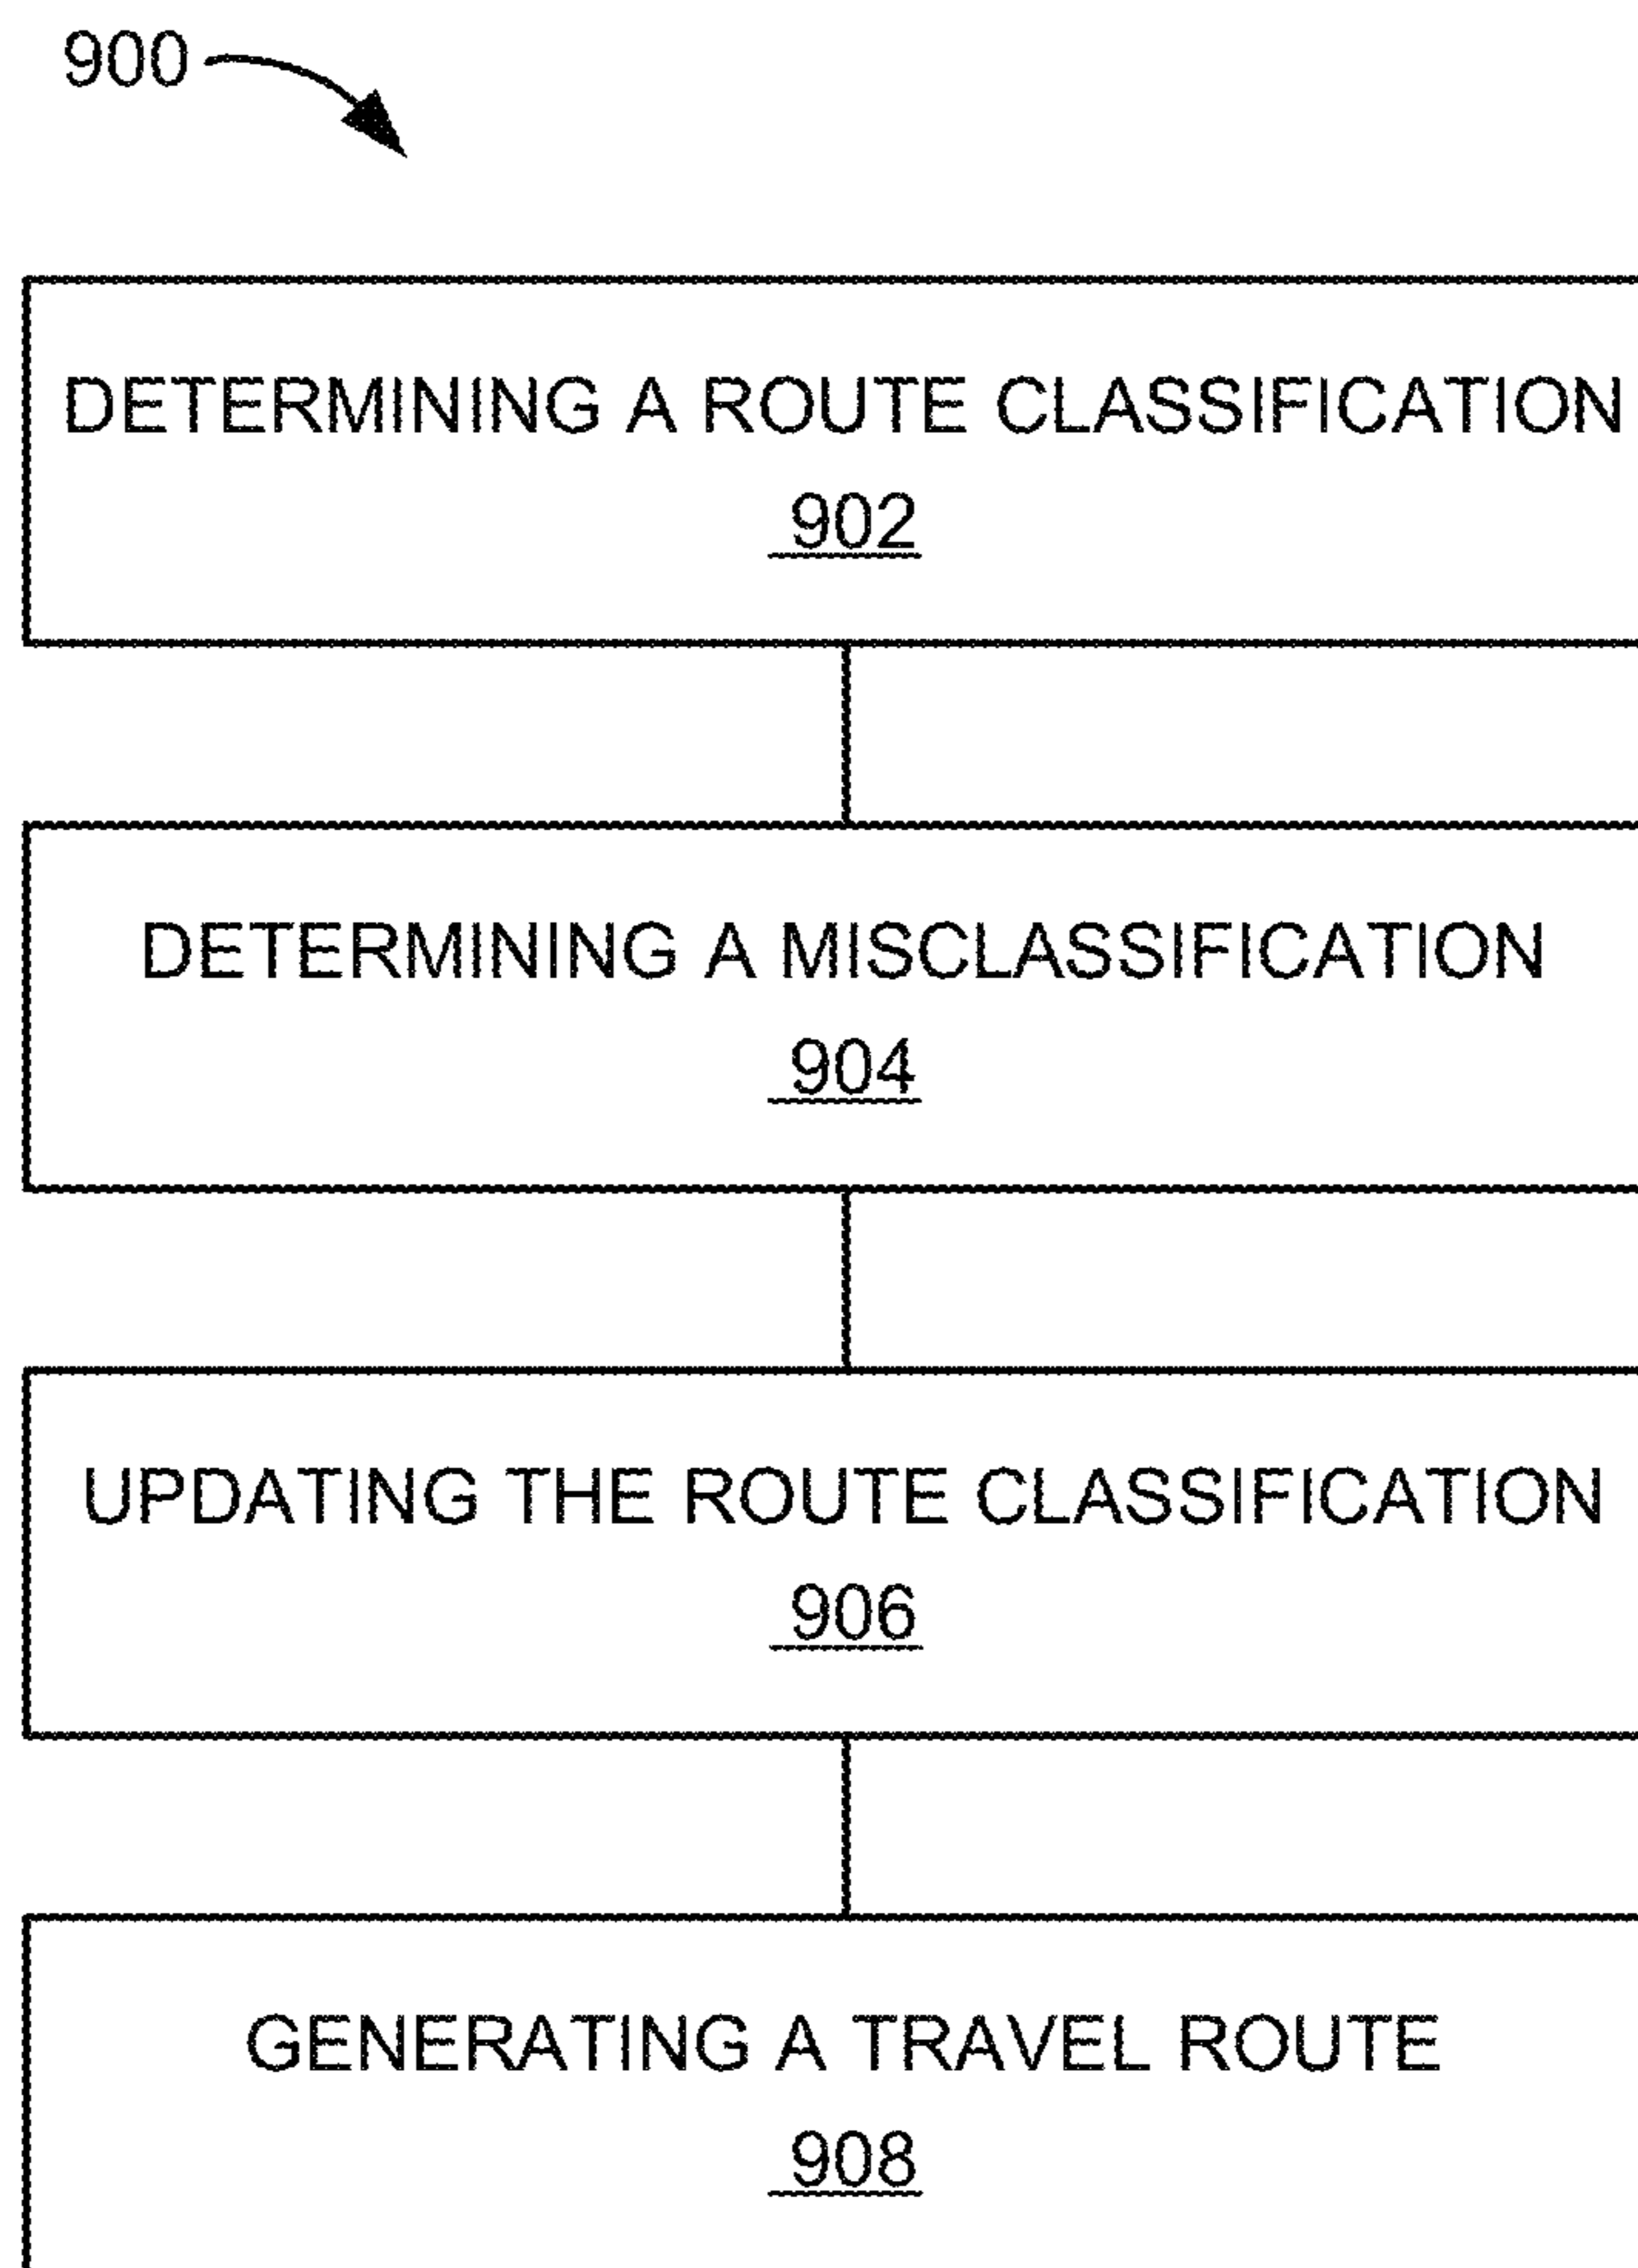 900
DETERMINING A ROUTE CLASSIFICATION
902
DETERMINING A MISCLASSIFICATION
904
UPDATING THE ROUTE CLASSIFICATION
906
GENERATING A TRAVEL ROUTE
908